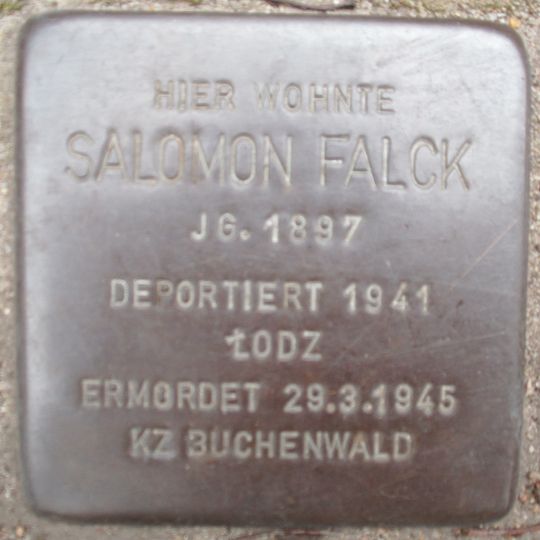 HIER WOHNTE
SALOMON FALCK
JG. 1897
DEPORTIERT 1941
ŁODZ
ERMORDET 29.3.1945
KZ BUCHENWALD